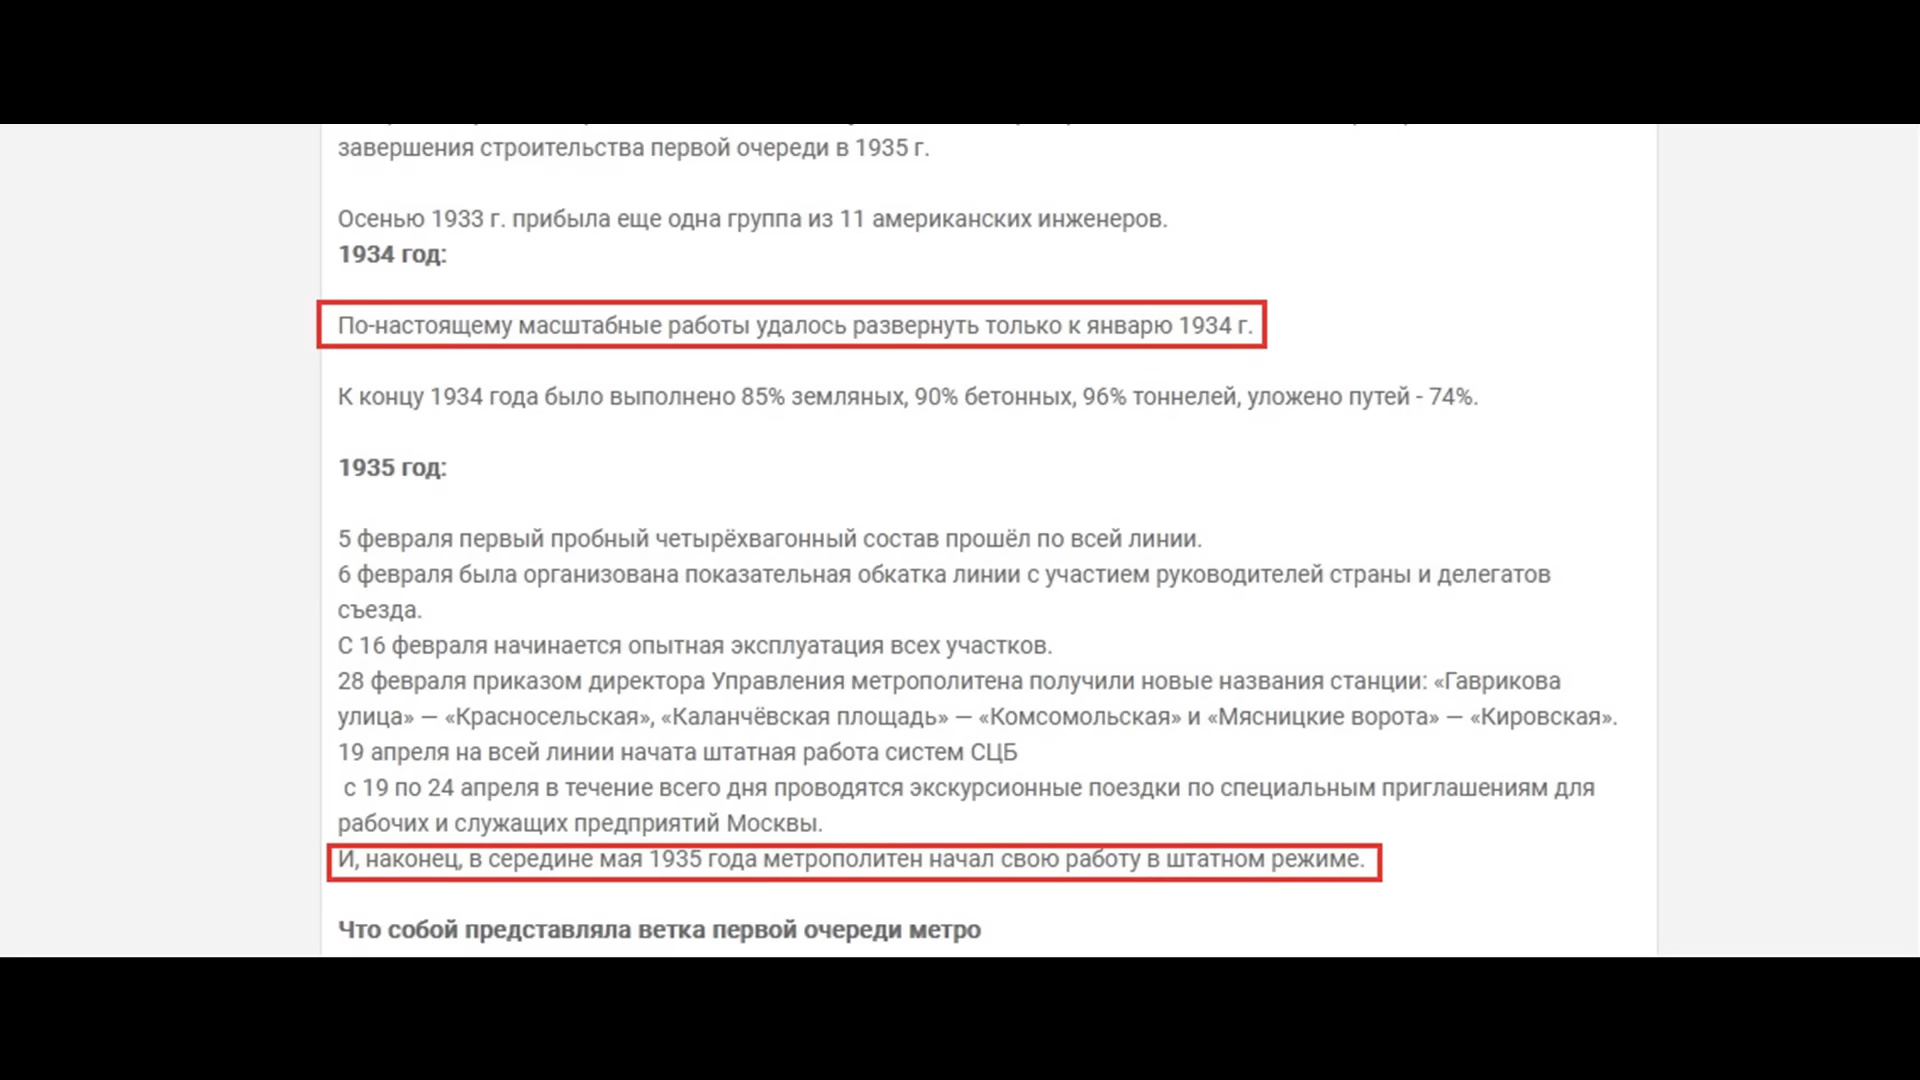 завершения строительства первой очереди в 1935 г.
Осенью 1933 г. прибыла еще одна группа из 11 американских инженеров.
1934 год:
По-настоящему масштабные работы удалось развернуть только к январю 1934 г.
К концу 1934 года было выполнено 85% земляных, 90% бетонных, 96% тоннелей, уложено путей - 74%.
1935 год:
5 февраля первый пробный четырёхвагонный состав прошёл по всей линии.
6 февраля была организована показательная обкатка линии с участием руководителей страны и делегатов
съезда.
С 16 февраля начинается опытная эксплуатация всех участков.
28 февраля приказом директора Управления метрополитена получили новые названия станции: «Гаврикова
улица» — «Красносельская», «Каланчёвская площадь» — «Комсомольская» и «Мясницкие ворота» — «Кировская».
19 апреля на всей линии начата штатная работа систем СЦБ
с 19 по 24 апреля в течение всего дня проводятся экскурсионные поездки по специальным приглашениям для
рабочих и служащих предприятий Москвы.
И, наконец, в середине мая 1935 года метрополитен начал свою работу в штатном режиме.
Что собой представляла ветка первой очереди метро